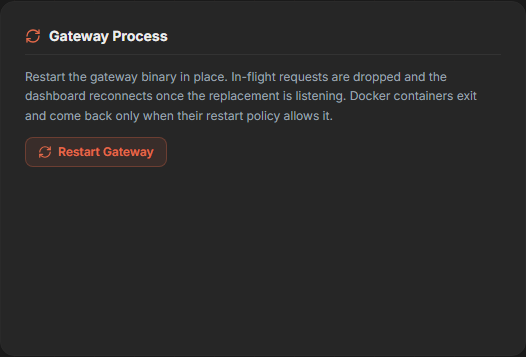 Gateway Process
Restart the gateway binary in place. In-flight requests are dropped and the
dashboard reconnects once the replacement is listening. Docker containers exit
and come back only when their restart policy allows it.
Restart Gateway